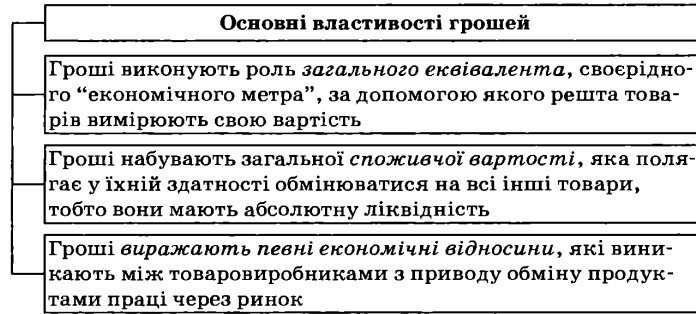 Основні властивості грошей
Гроші виконують роль загального еквівалента, своєрідно-
го “економічного метра”, за допомогою якого решта това-
рів вимірюють свою вартість
Гроші набувають загальної споживчої вартості, яка поля-
гає у їхній здатності обмінюватися на всі інші товари,
тобто вони мають абсолютну ліквідність
Гроші виражають певні економічні відносини, які вини-
кають між товаровиробниками з приводу обміну продук-
тами праці через ринок